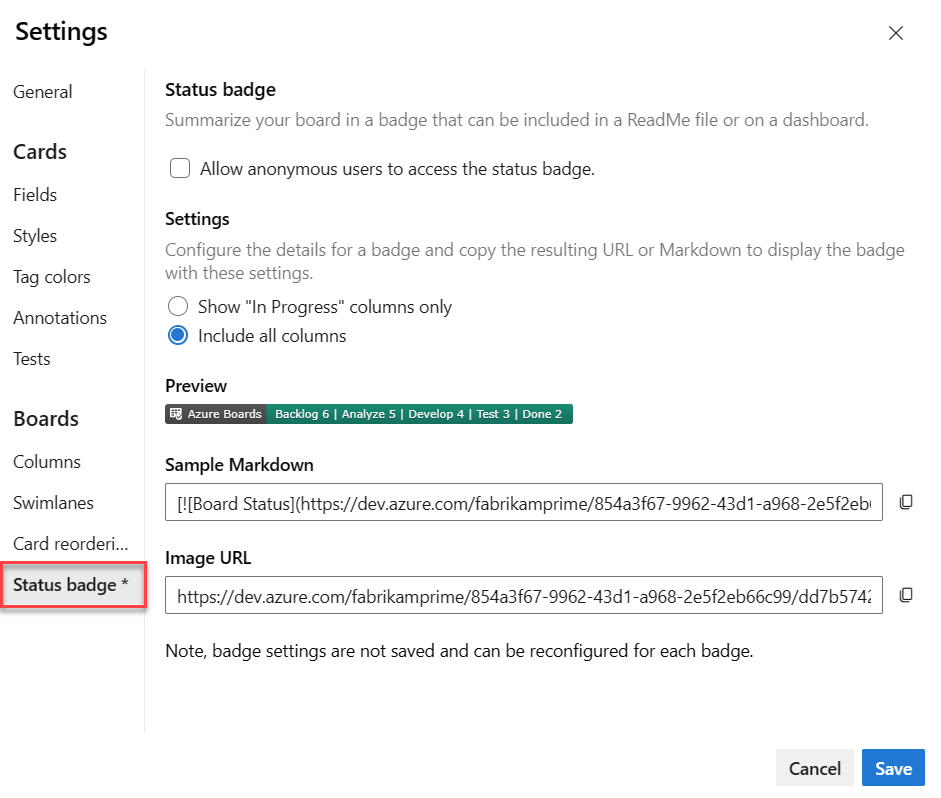 Settings
General
Cards
Fields
Styles
Tag colors
Annotations
Tests
Boards
Columns
Swimlanes
Card reorderi...
Status badge *
Status badge
Summarize your board in a badge that can be included in a ReadMe file or on a dashboard.
Allow anonymous users to access the status badge.
Settings
Configure the details for a badge and copy the resulting URL or Markdown to display the badge
with these settings.
Show "In Progress" columns only
Include all columns
Preview
Azure Boards Backlog 6 | Analyze 5 | Develop 4 | Test 3 | Done 2
Sample Markdown
[![Board Status](https://dev.azure.com/fabrikamprime/854a3f67-9962-43d1-a968-2e5f2eb6
Image URL
https://dev.azure.com/fabrikamprime/854a3f67-9962-43d1-a968-2e5f2eb66c99/dd7b5742
Note, badge settings are not saved and can be reconfigured for each badge.
Cancel
Save